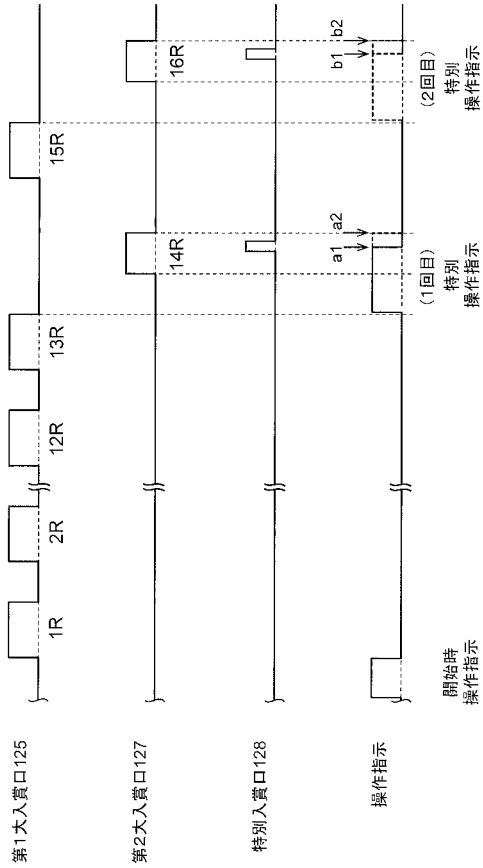 第1大入賞口125
1R
2R
12R
13R
15R
第2大入賞口127
14R
16R
特別入賞口128
操作指示
a1
a2
b1
b2
開始時
操作指示
(1回目)
特別
操作指示
(2回目)
特別
操作指示